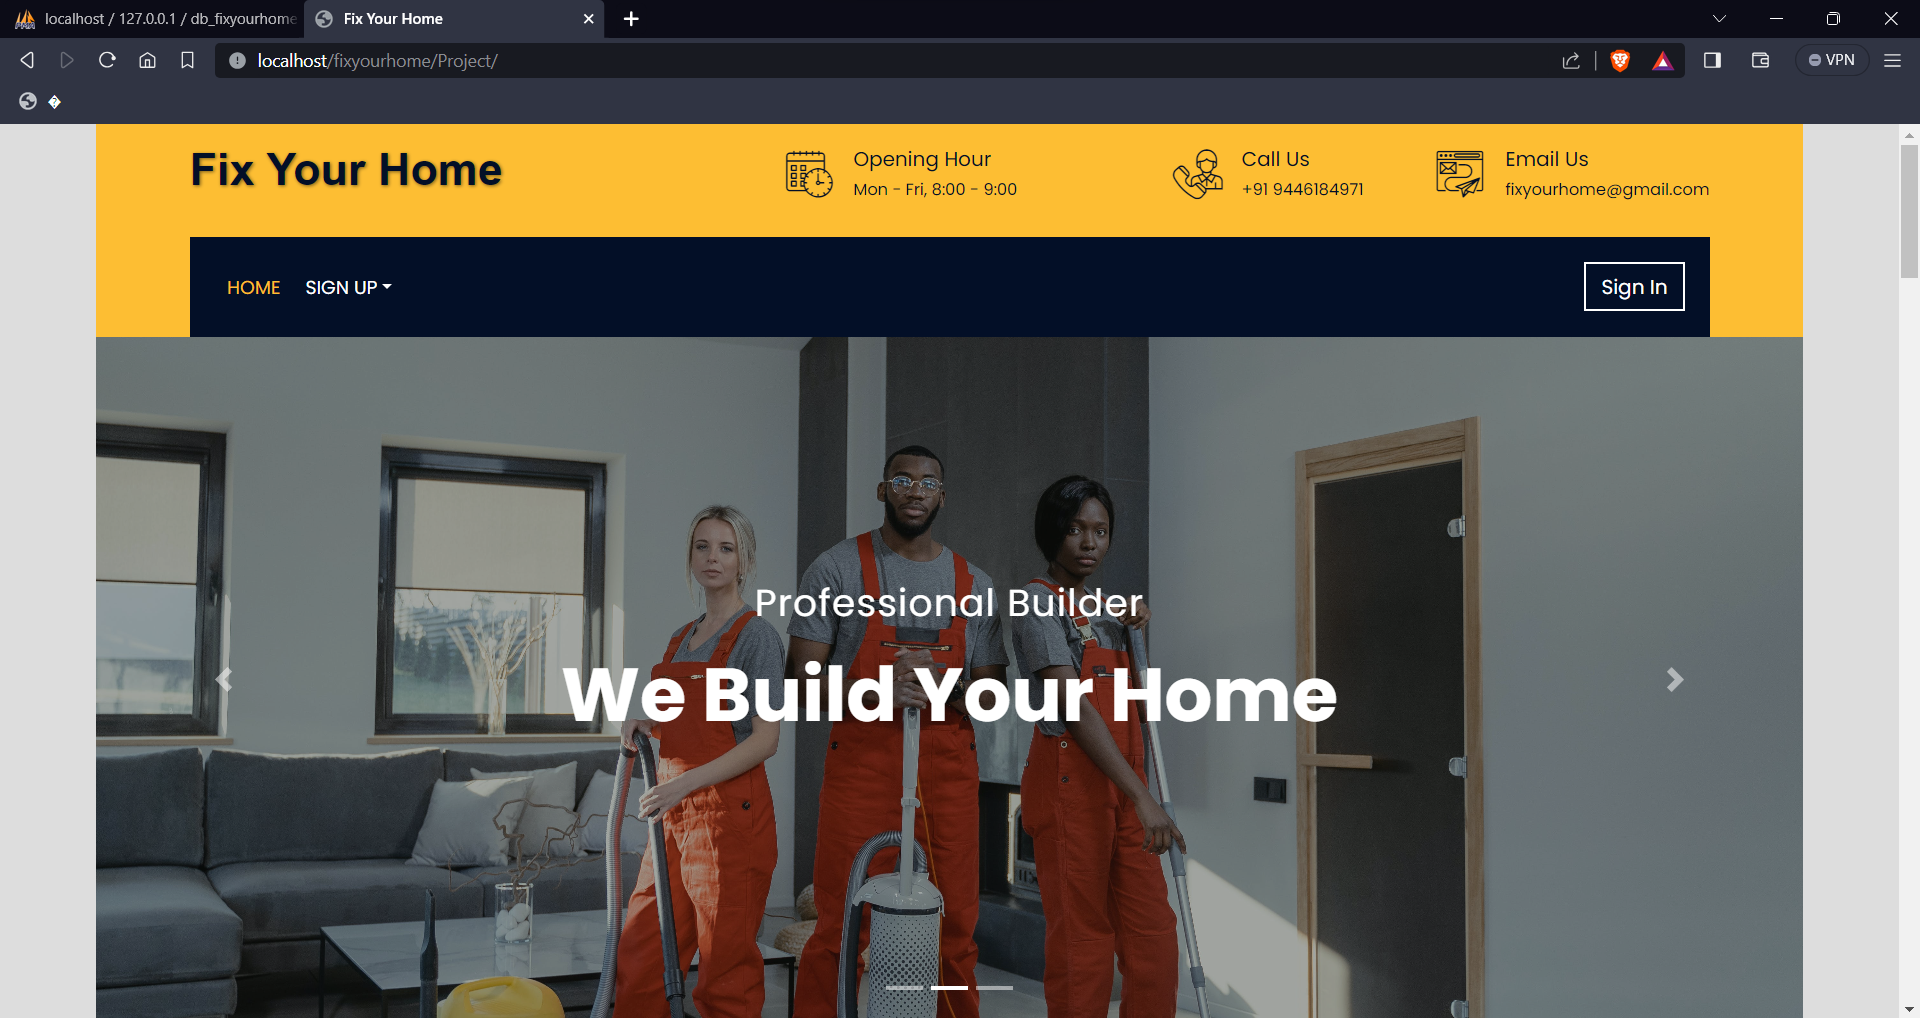 localhost / 127.0.0.1 / db_fixyourhome
Fix Your Home
localhost/fixyourhome/Project/
VPN
Fix Your Home
Opening Hour
Mon - Fri, 8:00 - 9:00
Call Us
+91 9446184971
Email Us
fixyourhome@gmail.com
HOME
SIGN UP
Sign In
Professional Builder
We Build Your Home